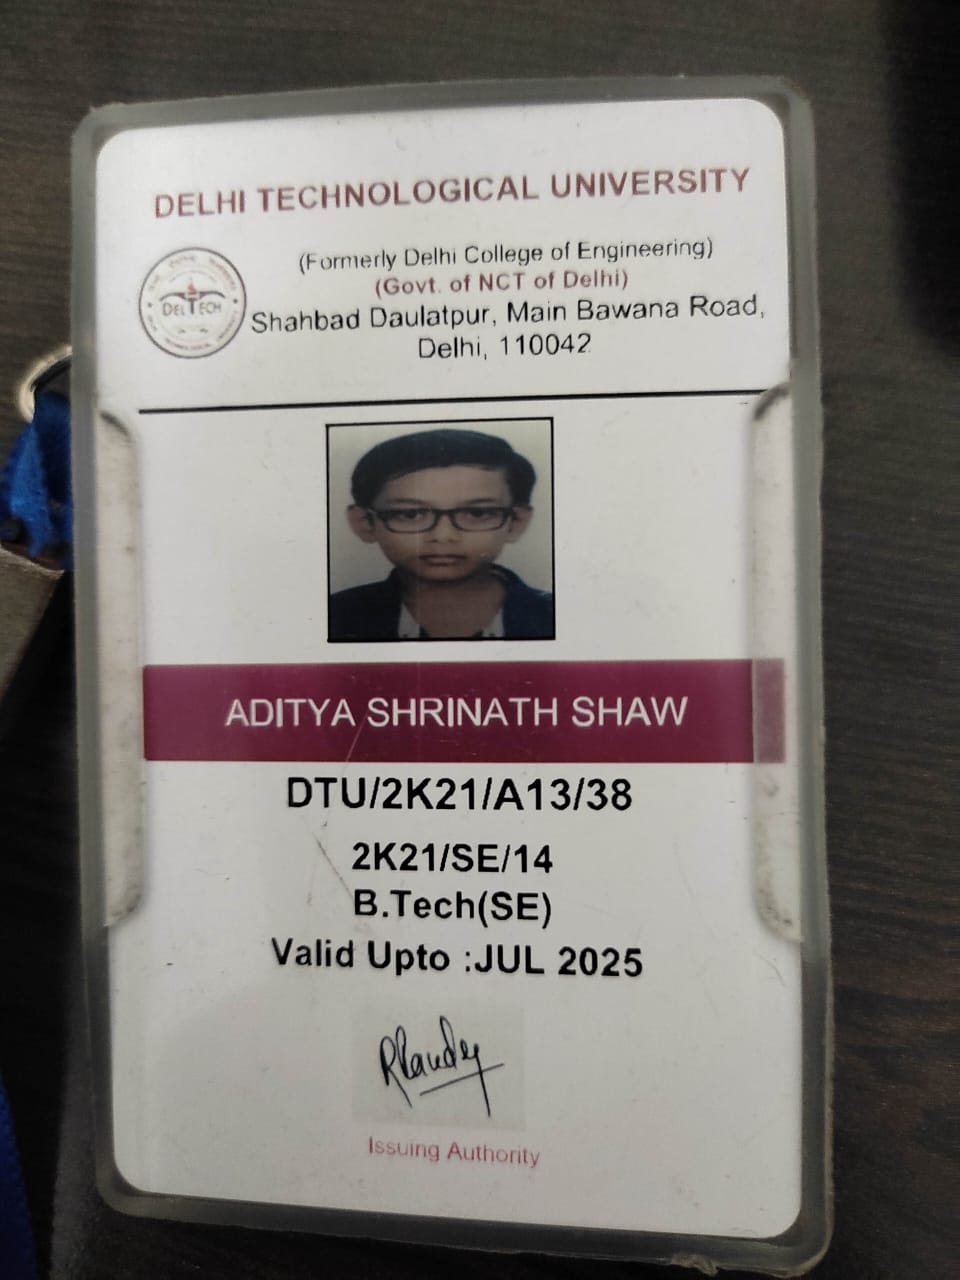 DELHI TECHNOLOGICAL UNIVERSITY
(Formerly Delhi College of Engineering)
(Govt. of NCT of Delhi)
Shahbad Daulatpur, Main Bawana Road,
Delhi, 110042
DELTECH
ADITYA SHRINATH SHAW
DTU/2K21/A13/38
2K21/SE/14
B.Tech(SE)
Valid Upto :JUL 2025
Issuing Authority